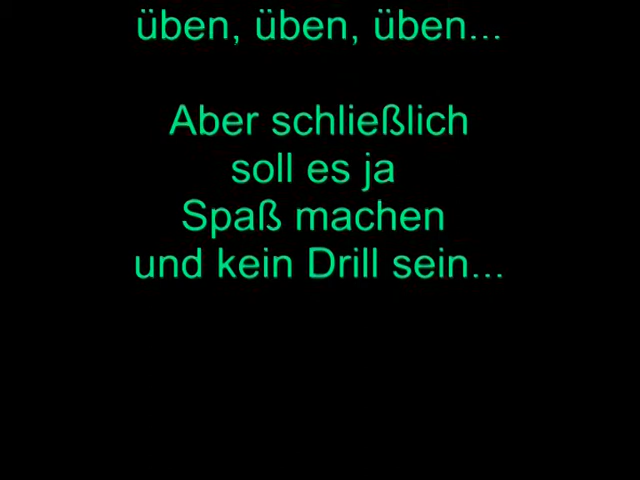 üben, üben, üben...
Aber schließlich
soll es ja
Spaß machen
und kein Drill sein...